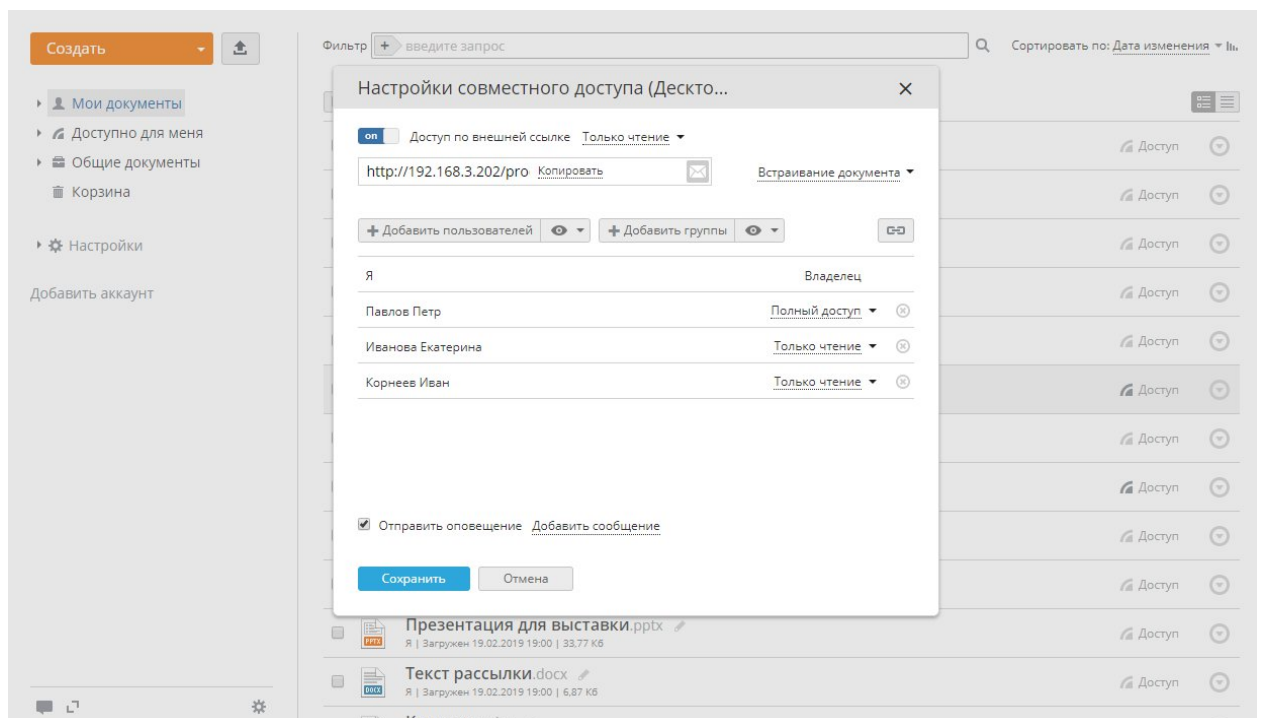 Создать
Фильтр + введите запрос
Сортировать по: Дата изменения
Настройки совместного доступа (Дескто...
Мои документы
Доступно для меня
Общие документы
Корзина
Настройки
Добавить аккаунт
on Доступ по внешней ссылке Только чтение
http://192.168.3.202/pro Копировать
Встраивание документа
Добавить пользователей
Добавить группы
Я Владелец
Павлов Петр Полный доступ
Иванова Екатерина Только чтение
Корнеев Иван Только чтение
Отправить оповещение Добавить сообщение
Сохранить Отмена
Доступ
Доступ
Доступ
Доступ
Доступ
Доступ
Доступ
Доступ
Доступ
Доступ
Презентация для выставки.pptx
PPTX
Я | Загружен 19.02.2019 19:00 | 33,77 Кб
Доступ
Текст рассылки.docx
DOCX
Я | Загружен 19.02.2019 19:00 | 6,87 Кб
Доступ